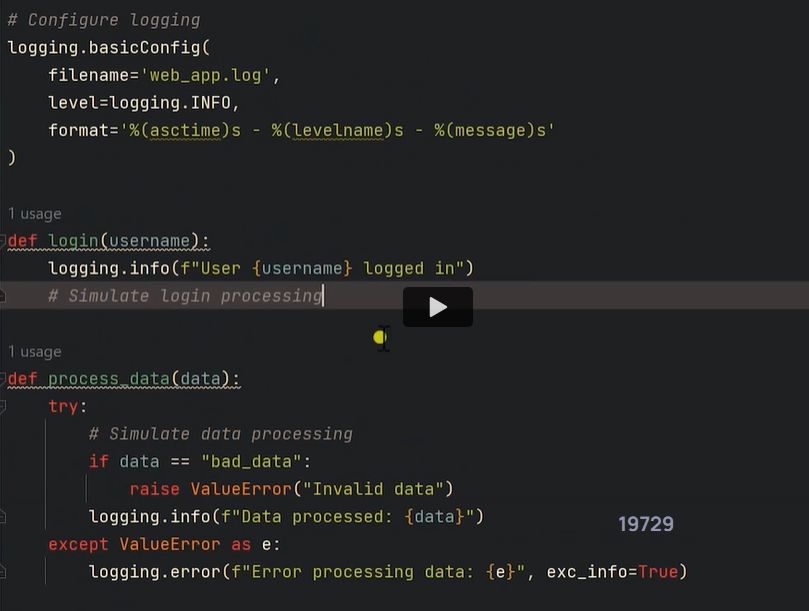 # Configure logging
logging.basicConfig(
    filename='web_app.log',
    level=logging.INFO,
    format='%(asctime)s - %(levelname)s - %(message)s'
)
1 usage
def login(username):
    logging.info(f"User {username} logged in")
    # Simulate login processing
1 usage
def process_data(data):
    try:
        # Simulate data processing
        if data == "bad_data":
            raise ValueError("Invalid data")
        logging.info(f"Data processed: {data}")
19729
    except ValueError as e:
        logging.error(f"Error processing data: {e}", exc_info=True)